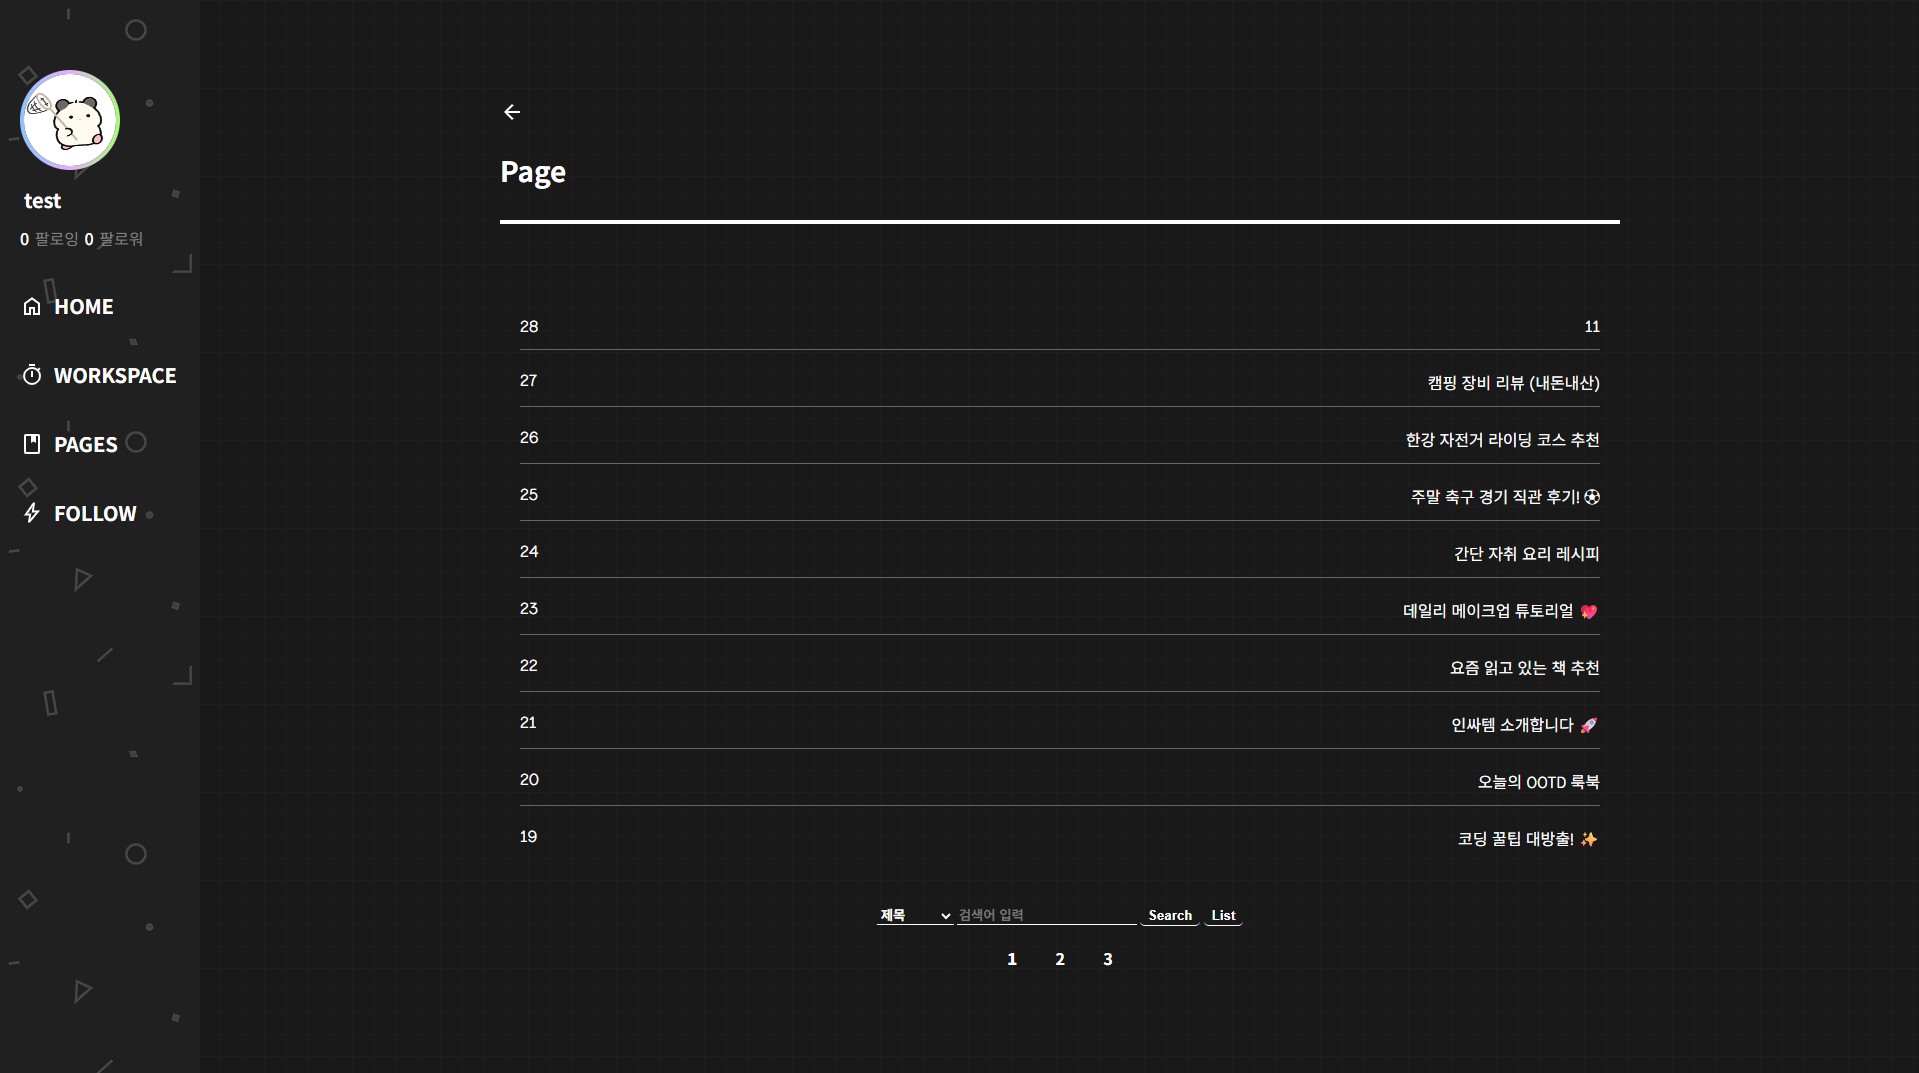 test
0 팔로잉 0 팔로워
HOME
WORKSPACE
PAGES
FOLLOW
Page
28 11
27 캠핑 장비 리뷰 (내돈내산)
26 한강 자전거 라이딩 코스 추천
25 주말 축구 경기 직관 후기! ⚽
24 간단 자취 요리 레시피
23 데일리 메이크업 튜토리얼 💖
22 요즘 읽고 있는 책 추천
21 인싸템 소개합니다 🚀
20 오늘의 OOTD 룩북
19 코딩 꿀팁 대방출! ✨
제목 검색어 입력 Search List
1 2 3